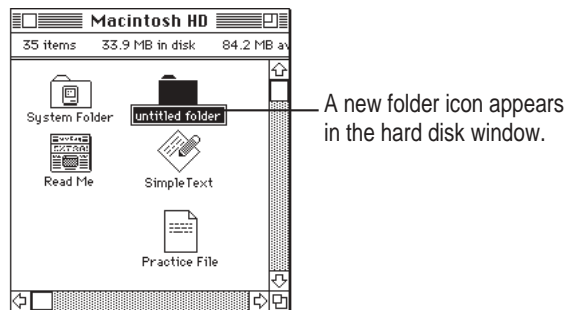 Macintosh HD
35 items 33.9 MB in disk 84.2 MB av
System Folder untitled folder
A new folder icon appears
in the hard disk window.
EXTRA!
Read Me SimpleText
Practice File